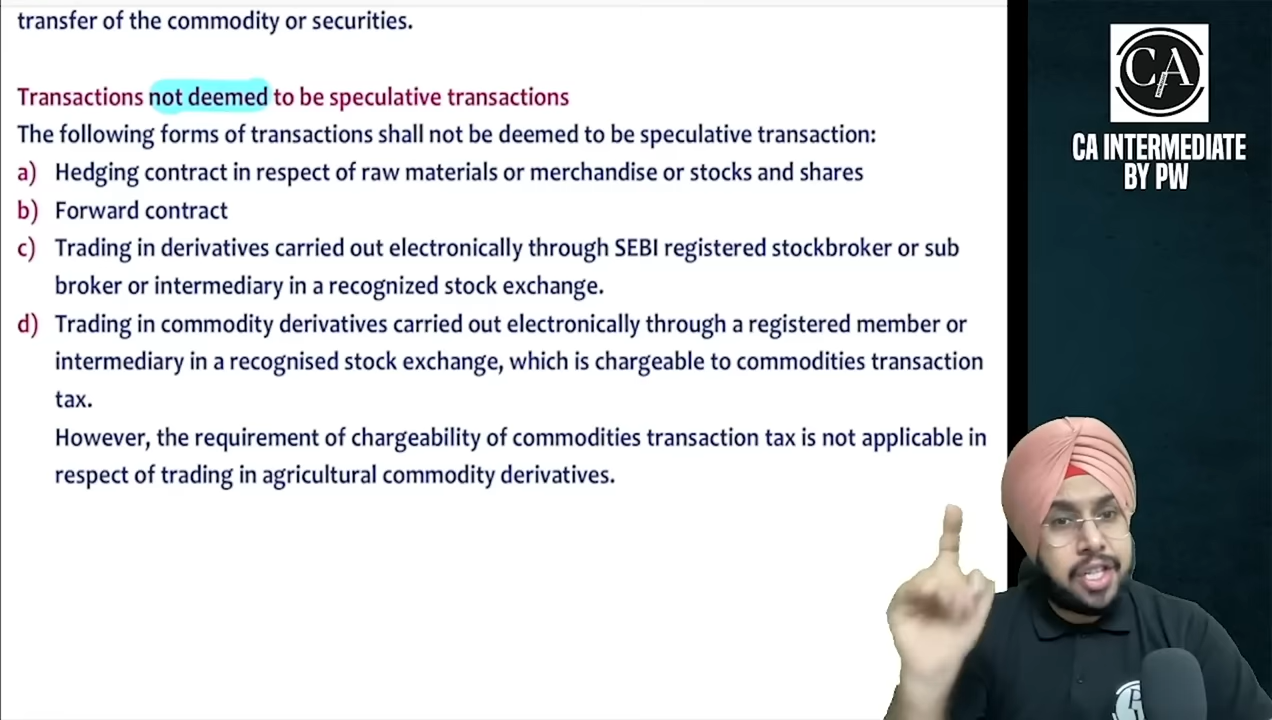 transfer of the commodity or securities.
Transactions not deemed to be speculative transactions
The following forms of transactions shall not be deemed to be speculative transaction:
a) Hedging contract in respect of raw materials or merchandise or stocks and shares
b) Forward contract
c) Trading in derivatives carried out electronically through SEBI registered stockbroker or sub
broker or intermediary in a recognized stock exchange.
d) Trading in commodity derivatives carried out electronically through a registered member or
intermediary in a recognised stock exchange, which is chargeable to commodities transaction
tax.
However, the requirement of chargeability of commodities transaction tax is not applicable in
respect of trading in agricultural commodity derivatives.
CA
CA INTERMEDIATE
BY PW